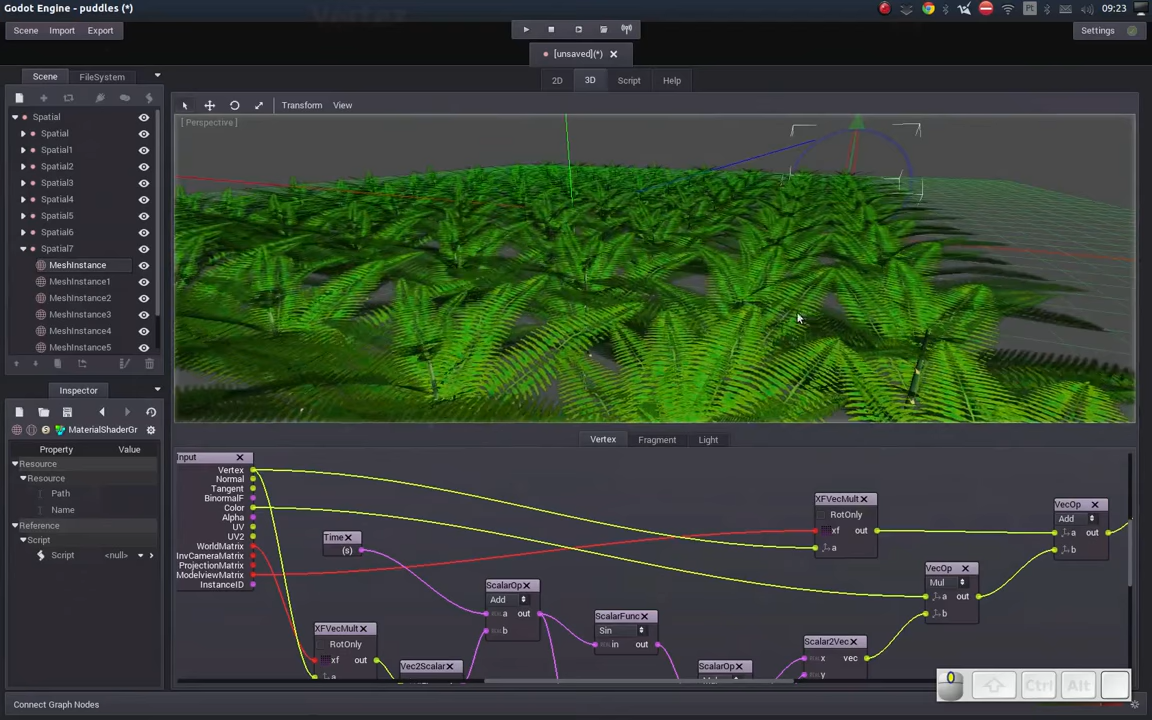 Godot Engine - puddles (*)
Pt
09:23
Scene Import Export
Settings
[unsaved](*)
Scene FileSystem
2D 3D Script Help
Transform View
[ Perspective ]
Spatial
Spatial
Spatial1
Spatial2
Spatial3
Spatial4
Spatial5
Spatial6
Spatial7
MeshInstance
MeshInstance1
MeshInstance2
MeshInstance3
MeshInstance4
MeshInstance5
Inspector
MaterialShaderGr
Property Value
Resource
Resource
Path
Name
Reference
Script
Script <null>
Vertex Fragment Light
Input
Vertex
Normal
Tangent
BinormalF
Color
Alpha
UV
UV2
WorldMatrix
InvCameraMatrix
ProjectionMatrix
ModelviewMatrix
InstanceID
Time
(s)
XFVecMult
RotOnly
xf
out
a
Vec2Scalar
ScalarOp
Add
a out
b
ScalarFunc
Sin
in out
ScalarOp
XFVecMult
RotOnly
xf out
a
Scalar2Vec
x vec
y
VecOp
Mul
a out
b
VecOp
Add
a out
b
Ctrl Alt
Connect Graph Nodes